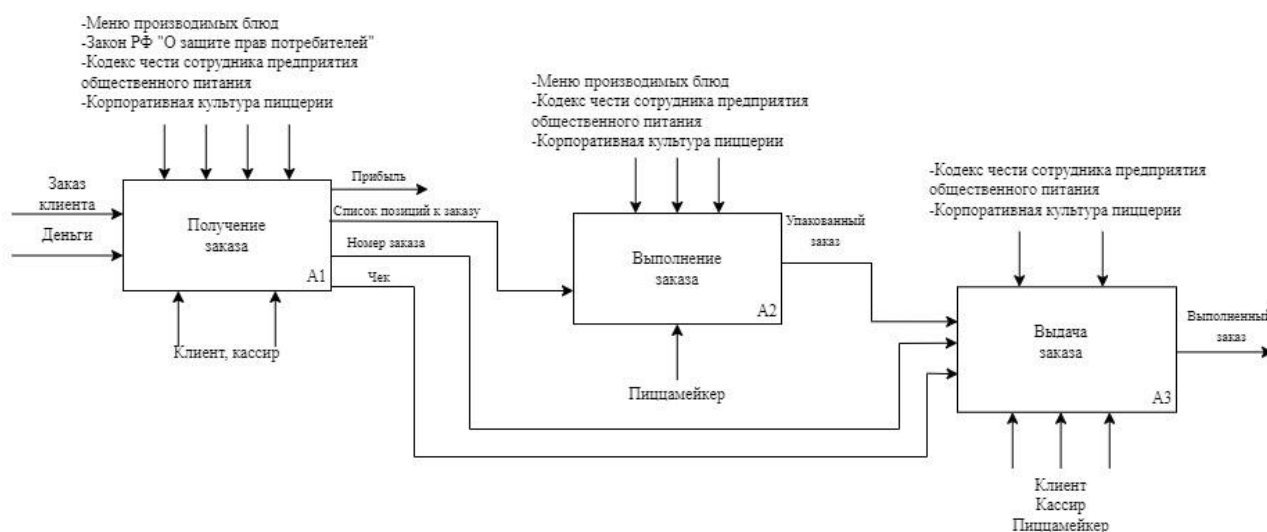 -Меню производимых блюд
-Закон РФ "О защите прав потребителей"
-Кодекс чести сотрудника предприятия
общественного питания
-Корпоративная культура пиццерии
Заказ
клиента
Деньги
Получение
заказа
A1
Клиент, кассир
Прибыль
Список позиций к заказу
Номер заказа
Чек
-Меню производимых блюд
-Кодекс чести сотрудника предприятия
общественного питания
-Корпоративная культура пиццерии
Выполнение
заказа
A2
Пиццамейкер
Упакованный
заказ
-Кодекс чести сотрудника предприятия
общественного питания
-Корпоративная культура пиццерии
Выдача
заказа
A3
Выполненный
заказ
Клиент
Кассир
Пиццамейкер